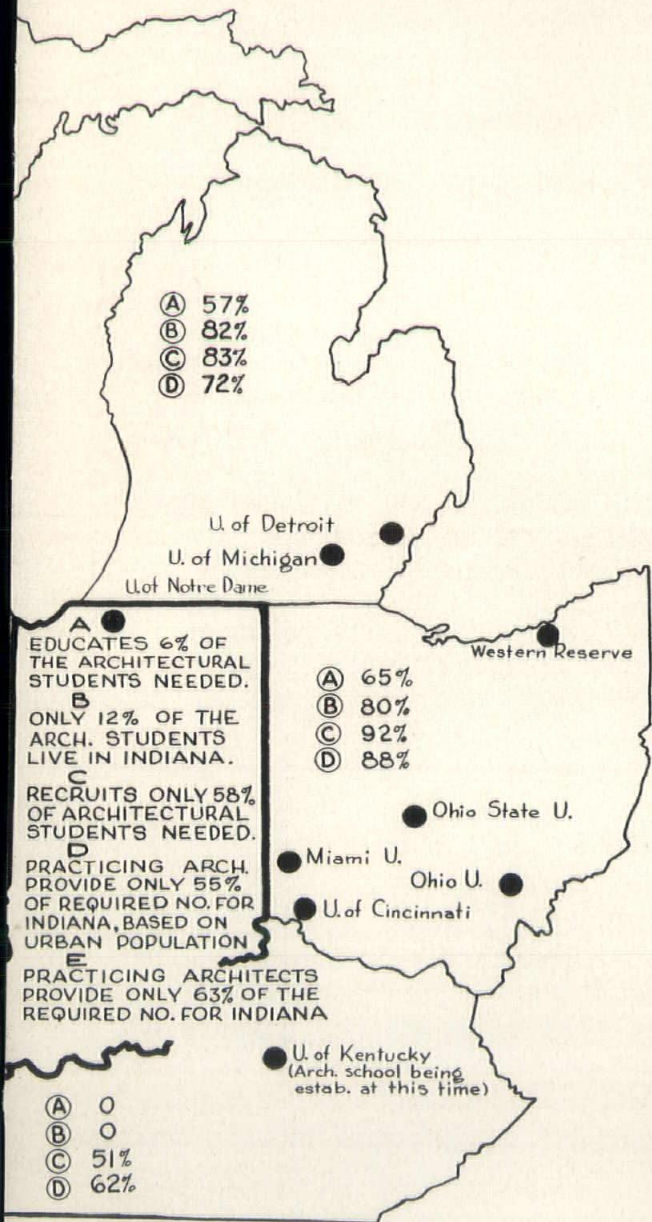 Ⓐ 57%
Ⓑ 82%
Ⓒ 83%
Ⓓ 72%
U. of Detroit
U. of Michigan
U. of Notre Dame
A
EDUCATES 6% OF
THE ARCHITECTURAL
STUDENTS NEEDED.
B
ONLY 12% OF THE
ARCH. STUDENTS
LIVE IN INDIANA.
C
RECRUITS ONLY 58%
OF ARCHITECTURAL
STUDENTS NEEDED.
D
PRACTICING ARCH.
PROVIDE ONLY 55%
OF REQUIRED NO. FOR
INDIANA, BASED ON
URBAN POPULATION
E
PRACTICING ARCHITECTS
PROVIDE ONLY 63% OF THE
REQUIRED NO. FOR INDIANA
Western Reserve
Ⓐ 65%
Ⓑ 80%
Ⓒ 92%
Ⓓ 88%
Ohio State U.
Miami U.
Ohio U.
U. of Cincinnati
U. of Kentucky
(Arch. school being
estab. at this time)
Ⓐ 0
Ⓑ 0
Ⓒ 51%
Ⓓ 62%